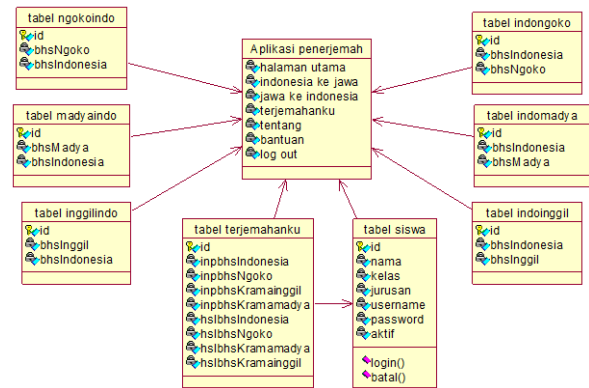 tabel ngokoindo
id
bhsNgoko
bhsIndonesia
tabel madyaindo
id
bhsMadya
bhsIndonesia
tabel inggilindo
id
bhsInggil
bhsIndonesia
Aplikasi penerjemah
halaman utama
indonesia ke jawa
jawa ke indonesia
terjemahanku
tentang
bantuan
log out
tabel indongoko
id
bhsIndonesia
bhsNgoko
tabel indomadya
id
bhsIndonesia
bhsMadya
tabel indoinggil
id
bhsIndonesia
bhsInggil
tabel terjemahanku
id
inpbhsIndonesia
inpbhsNgoko
inpbhsKramainggil
inpbhsKramamadya
hslbhsIndonesia
hslbhsNgoko
hslbhsKramamadya
hslbhsKramainggil
tabel siswa
id
nama
kelas
jurusan
username
password
aktif
login()
batal()